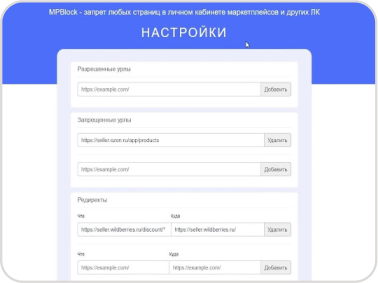 MPBlock - запрет любых страниц в личном кабинете маркетплейсов и других ЛК
НАСТРОЙКИ
Разрешенные урлы
https://example.com/ Добавить
Запрещенные урлы
https://seller.ozon.ru/app/products Удалить
https://example.com/ Добавить
Редиректы
Что Куда
https://seller.wildberries.ru/discount/* https://seller.wildberries.ru/ Удалить
Что Куда
https://example.com/ https://example.com/ Добавить